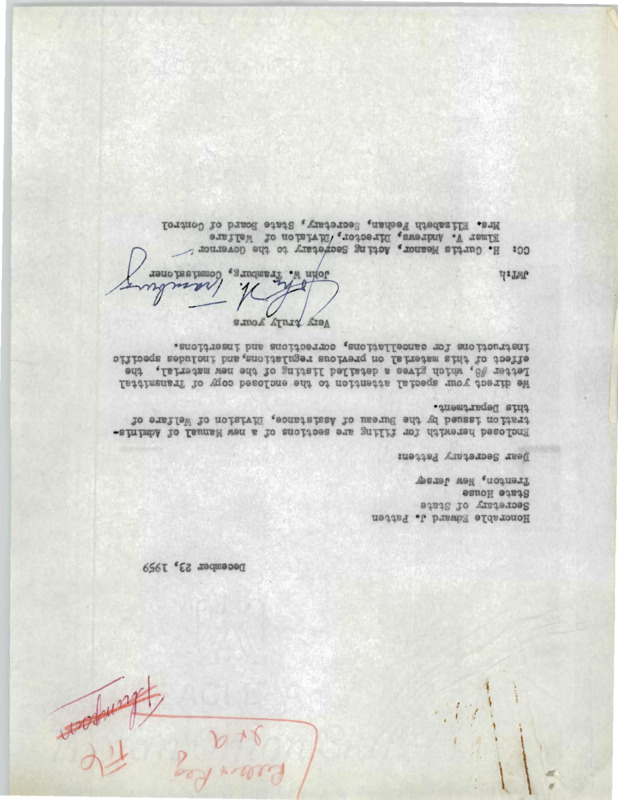 December 23, 1959
Honorable Edward J. Patten
Secretary of State
State House
Trenton, New Jersey
Dear Secretary Patten:
Enclosed herewith for filing are sections of a new Manual of Adminis-
tration issued by the Bureau of Assistance, Division of Welfare of
this Department.
We direct your special attention to the enclosed copy of Transmittal
Letter #8, which gives a detailed listing of the new material, the
effect of this material on previous regulations,and includes specific
instructions for cancellations, corrections and insertions.
Very truly yours
John W. Tramburg
JWT:h
John W. Tramburg, Commissioner
CC: H. Curtis Meanor, Acting Secretary to the Governor
Elmer V. Andrews, Director, Division of Welfare
Mrs. Elizabeth Feehan, Secretary, State Board of Control